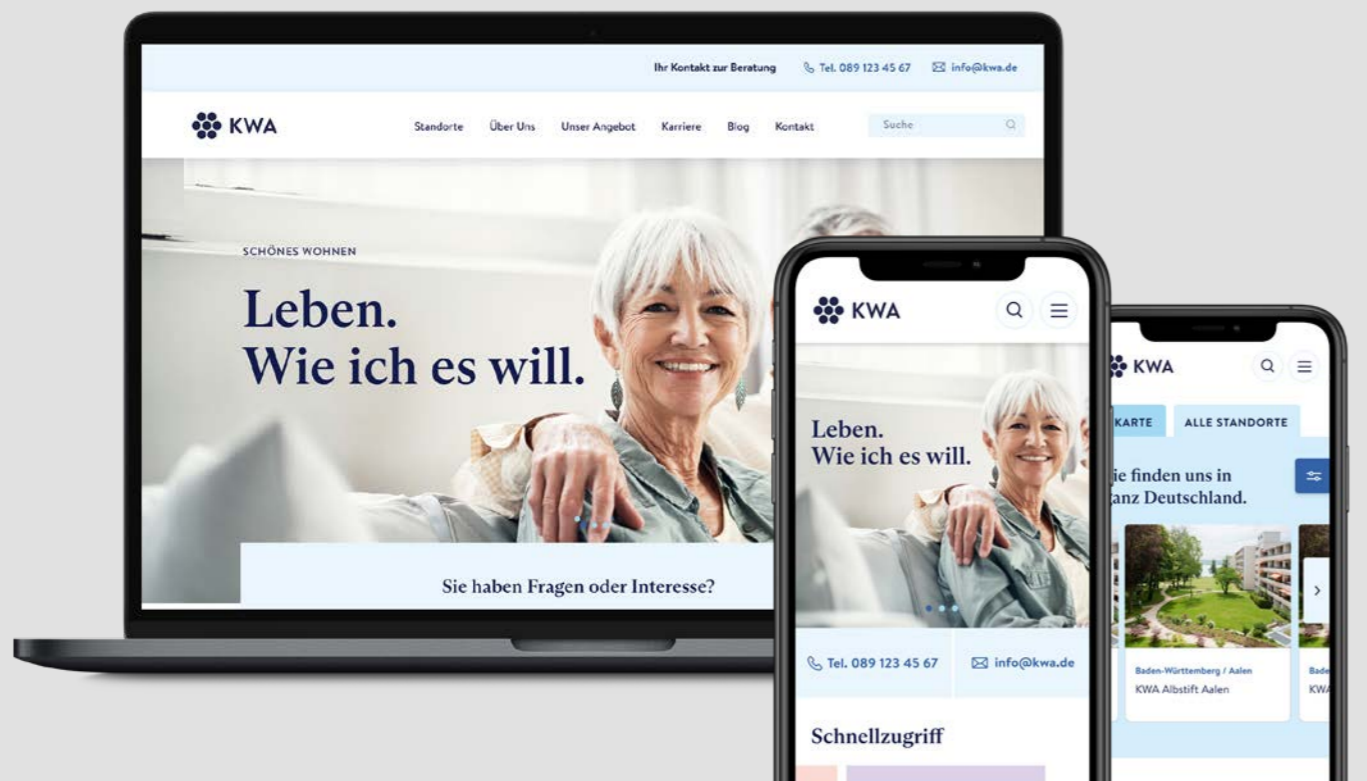 Ihr Kontakt zur Beratung Tel. 089 123 45 67 info@kwa.de
KWA Standorte Über Uns Unser Angebot Karriere Blog Kontakt Suche
SCHÖNES WOHNEN
Leben.
Wie ich es will.
Sie haben Fragen oder Interesse?
KWA
Leben.
Wie ich es will.
Tel. 089 123 45 67 info@kwa.de
Schnellzugriff
KWA
KARTE ALLE STANDORTE
ie finden uns in
anz Deutschland.
Baden-Württemberg / Aalen Bade
KWA Albstift Aalen KWA